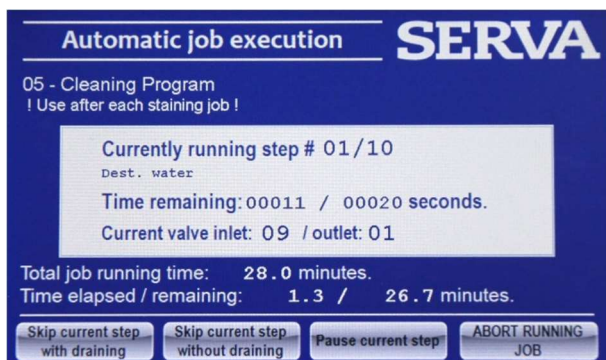 Automatic job execution
SERVA
05 - Cleaning Program
! Use after each staining job !
Currently running step # 01/10
Dest. water
Time remaining: 00011 / 00020 seconds.
Current valve inlet: 09 / outlet: 01
Total job running time: 28.0 minutes.
Time elapsed / remaining: 1.3 / 26.7 minutes.
Skip current step
with draining
Skip current step
without draining
Pause current step
ABORT RUNNING
JOB